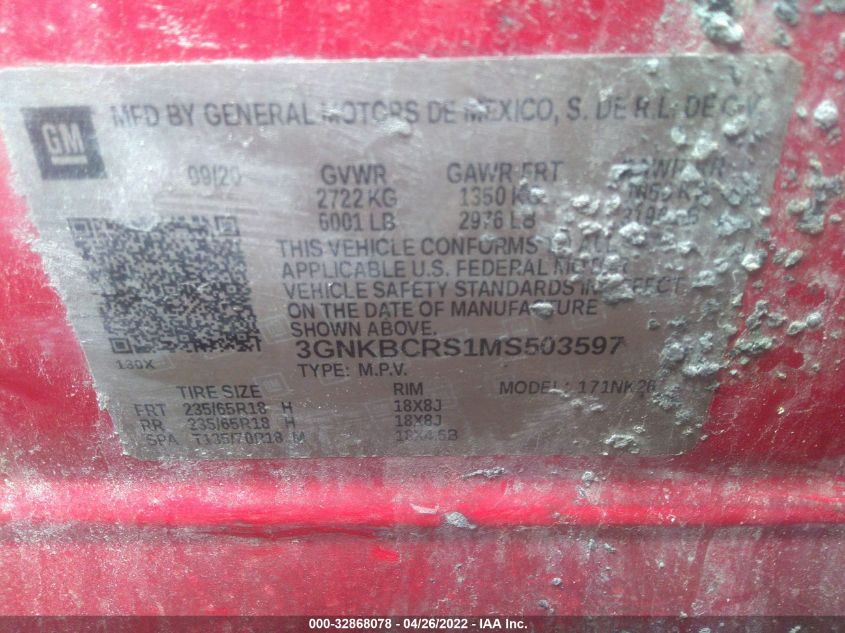 GM
MFD BY GENERAL MOTORS DE MEXICO, S. DE R.L. DE C.V.
09/20 GVWR GAWR FRT GAWR RR
2722 KG 1350 KG
6001 LB 2976 LB
THIS VEHICLE CONFORMS TO ALL
APPLICABLE U.S. FEDERAL MOTOR
VEHICLE SAFETY STANDARDS IN EFFECT
ON THE DATE OF MANUFACTURE
SHOWN ABOVE.
3GNKBCRS1MS503597
130X TYPE: M.P.V.
TIRE SIZE RIM MODEL: 171NK26
FRT 235/65R18 H 18X8J
RR 235/65R18 H 18X8J
SPA T135/70R18 M 18X4.5B
000-32868078 - 04/26/2022 - IAA Inc.